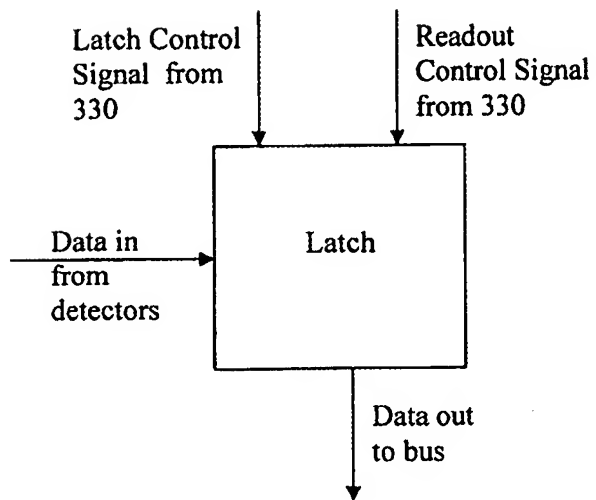 Latch Control
Signal from
330
Readout
Control Signal
from 330
Data in
from
detectors
Latch
Data out
to bus